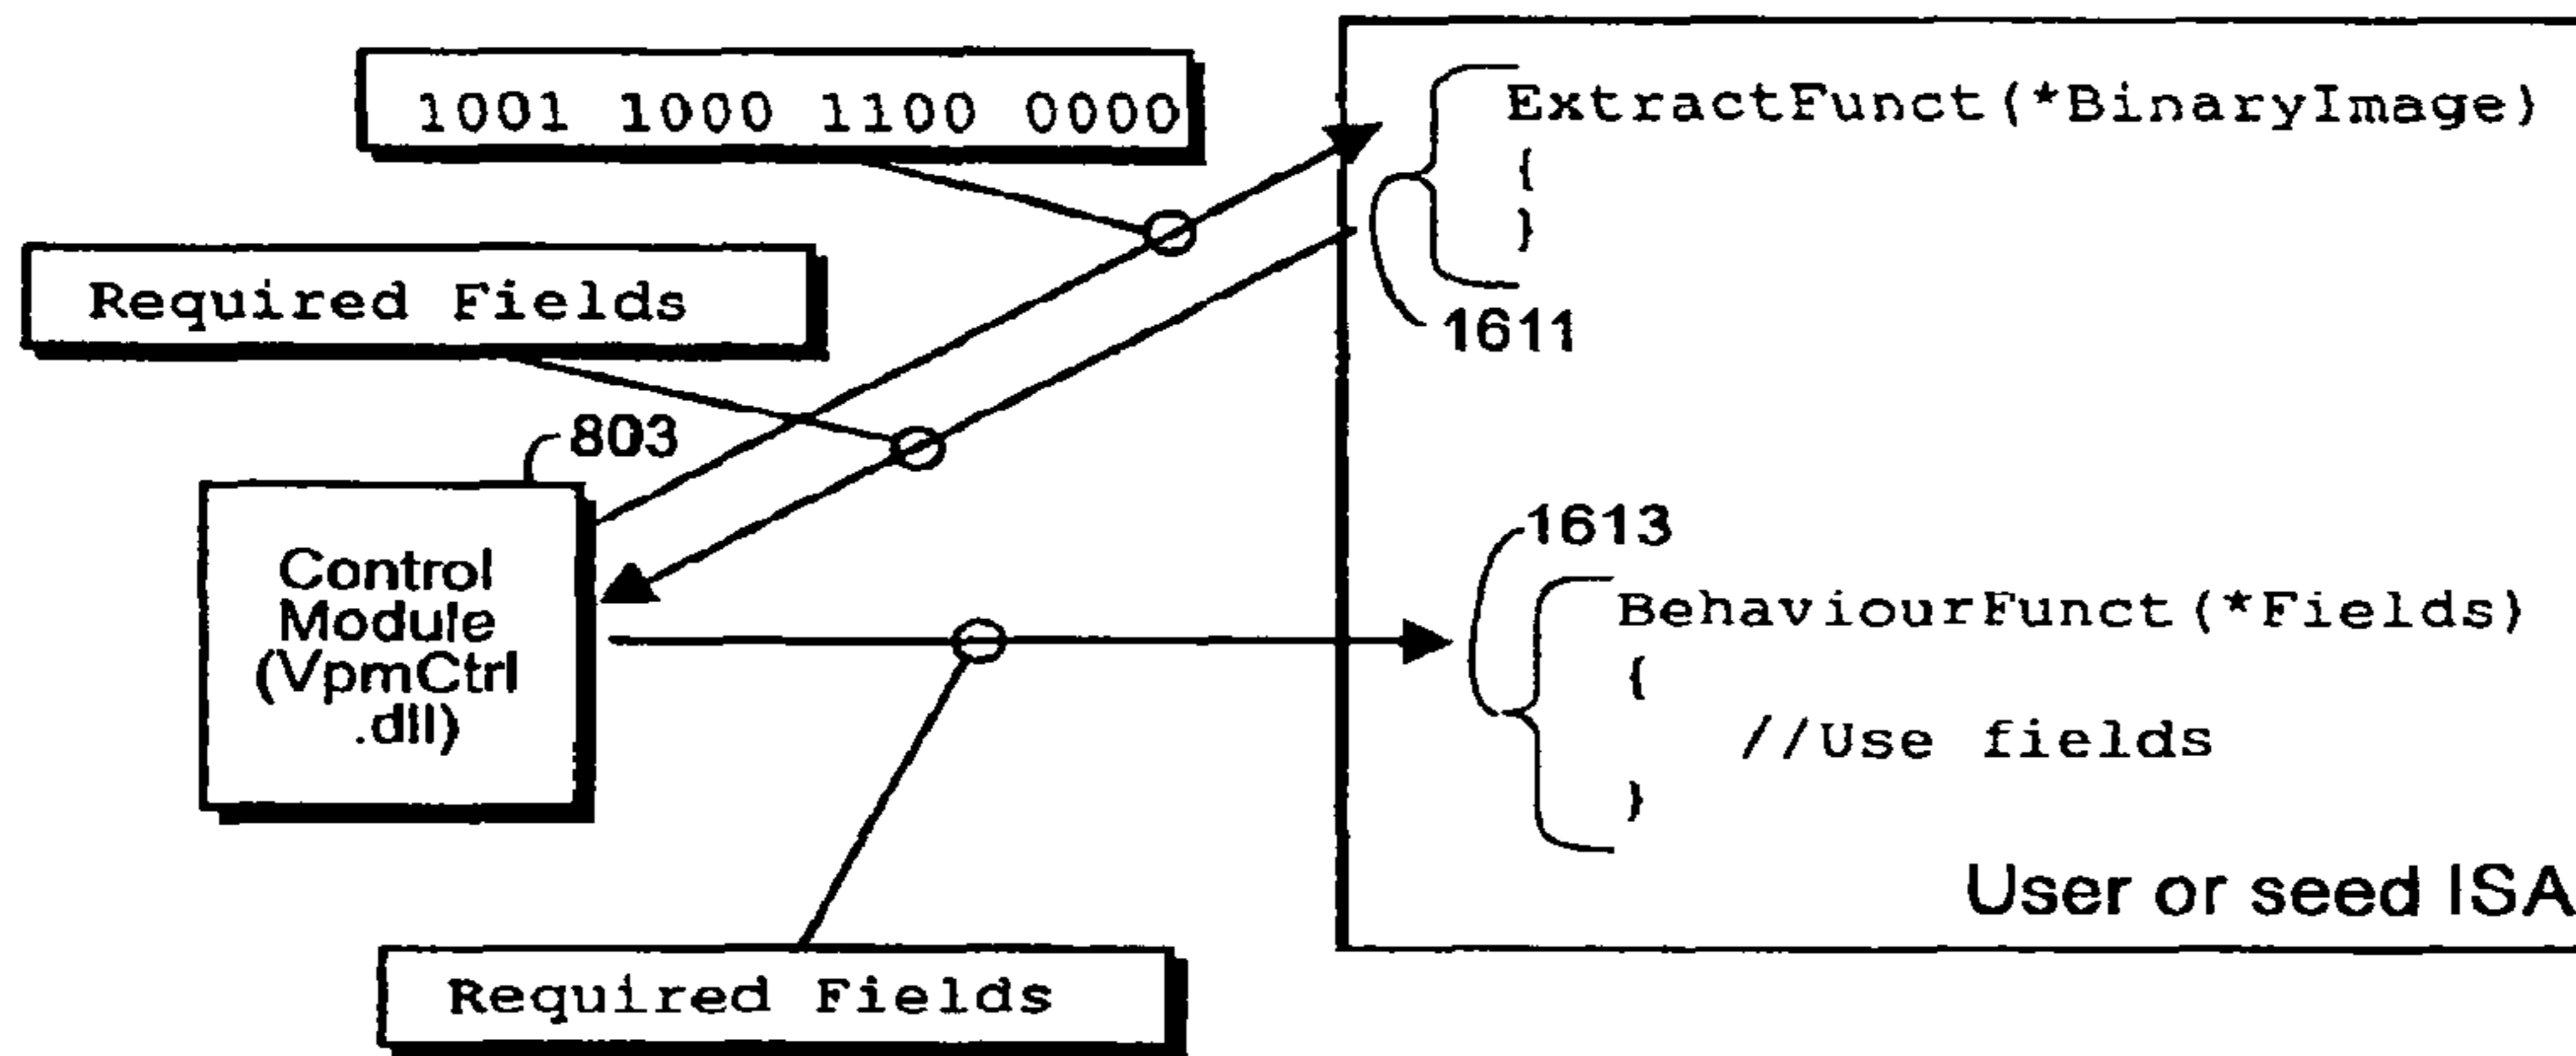 1001 1000 1100 0000
ExtractFunct(*BinaryImage)
{
}
1611
Required Fields
803
Control
Module
(VpmCtrl
.dll)
1613
BehaviourFunct(*Fields)
{
//Use fields
}
User or seed ISA
Required Fields